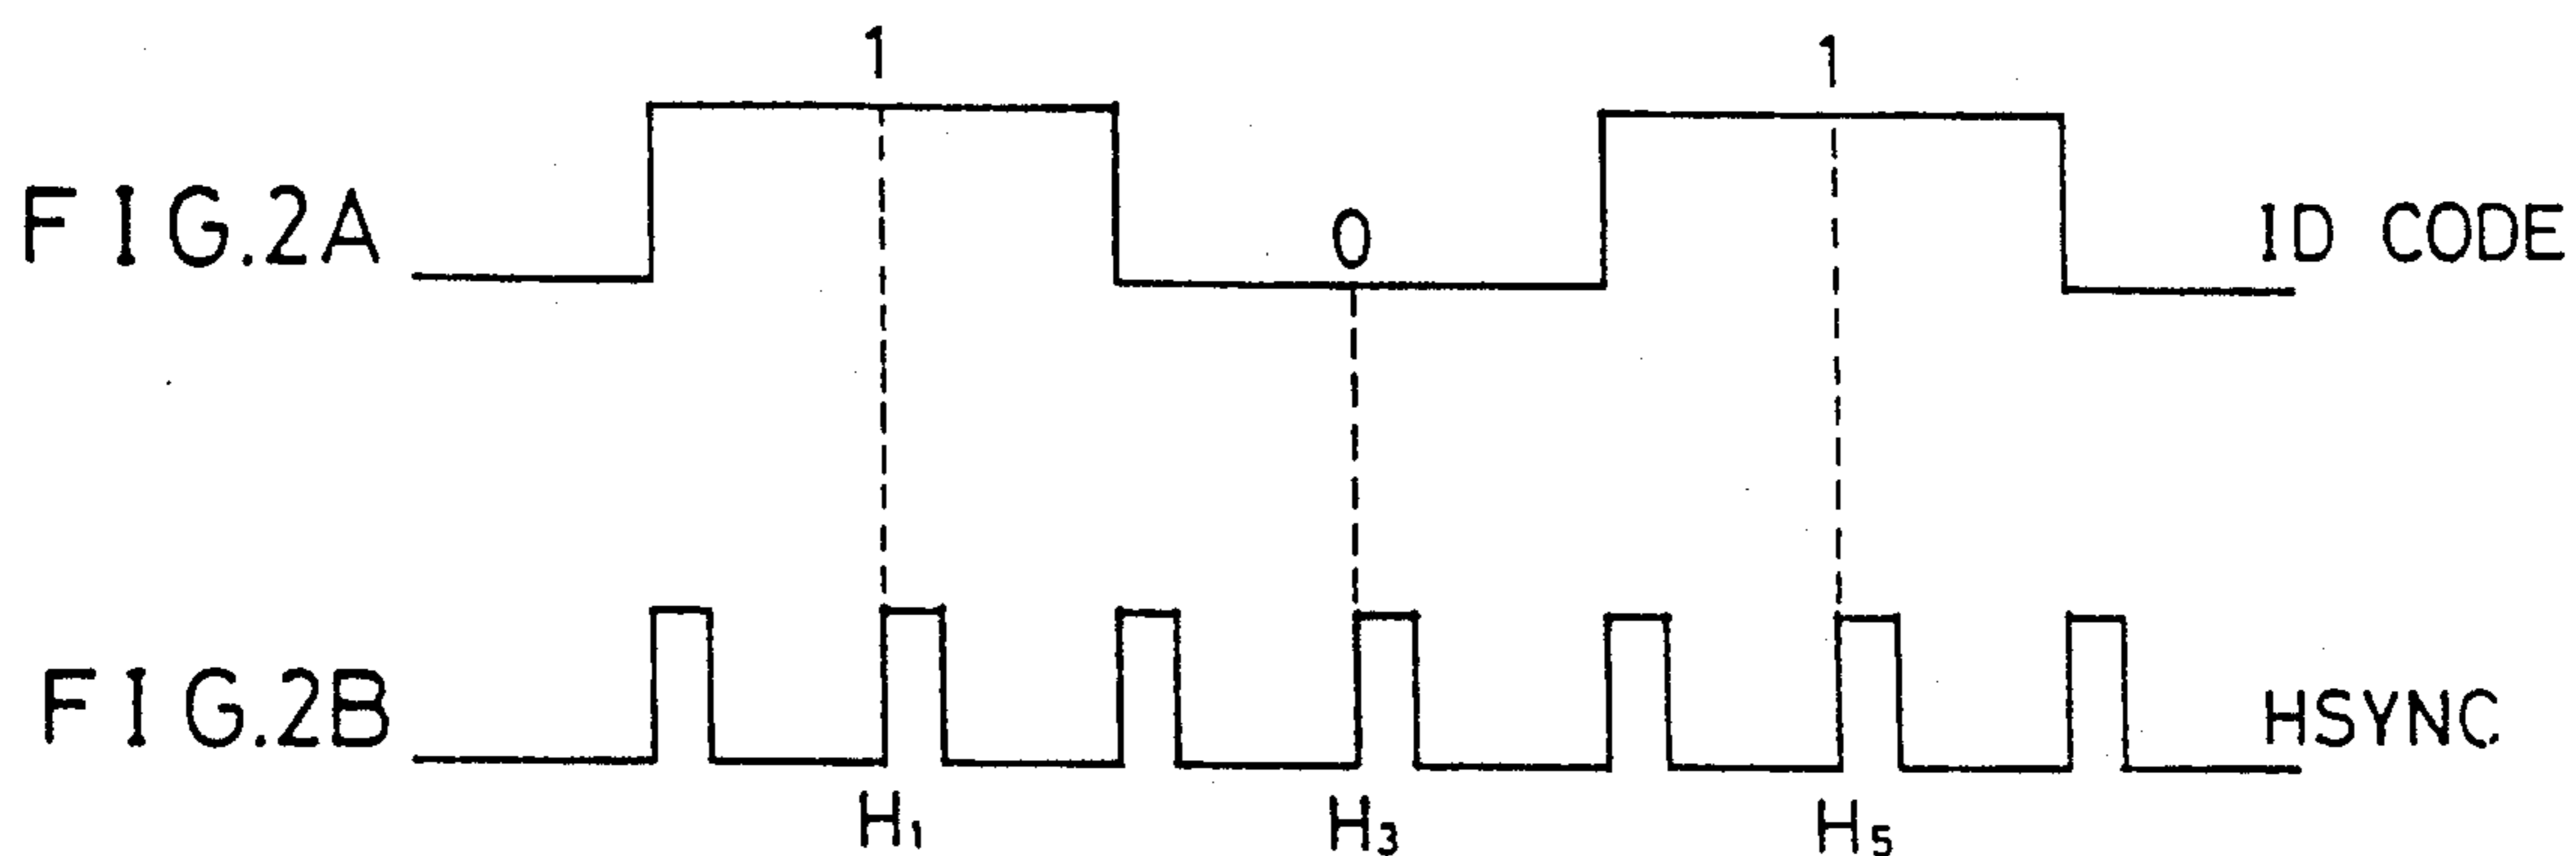 1 1
FIG.2A 0 ID CODE
FIG.2B HSYNC
H₁ H₃ H₅